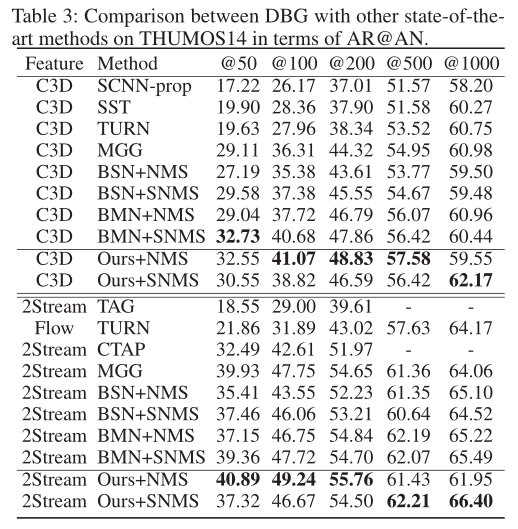 Table 3: Comparison between DBG with other state-of-the-
art methods on THUMOS14 in terms of AR@AN.
Feature Method @50 @100 @200 @500 @1000
C3D SCNN-prop 17.22 26.17 37.01 51.57 58.20
C3D SST 19.90 28.36 37.90 51.58 60.27
C3D TURN 19.63 27.96 38.34 53.52 60.75
C3D MGG 29.11 36.31 44.32 54.95 60.98
C3D BSN+NMS 27.19 35.38 43.61 53.77 59.50
C3D BSN+SNMS 29.58 37.38 45.55 54.67 59.48
C3D BMN+NMS 29.04 37.72 46.79 56.07 60.96
C3D BMN+SNMS 32.73 40.68 47.86 56.42 60.44
C3D Ours+NMS 32.55 41.07 48.83 57.58 59.55
C3D Ours+SNMS 30.55 38.82 46.59 56.42 62.17
2Stream TAG 18.55 29.00 39.61 - -
Flow TURN 21.86 31.89 43.02 57.63 64.17
2Stream CTAP 32.49 42.61 51.97 - -
2Stream MGG 39.93 47.75 54.65 61.36 64.06
2Stream BSN+NMS 35.41 43.55 52.23 61.35 65.10
2Stream BSN+SNMS 37.46 46.06 53.21 60.64 64.52
2Stream BMN+NMS 37.15 46.75 54.84 62.19 65.22
2Stream BMN+SNMS 39.36 47.72 54.70 62.07 65.49
2Stream Ours+NMS 40.89 49.24 55.76 61.43 61.95
2Stream Ours+SNMS 37.32 46.67 54.50 62.21 66.40